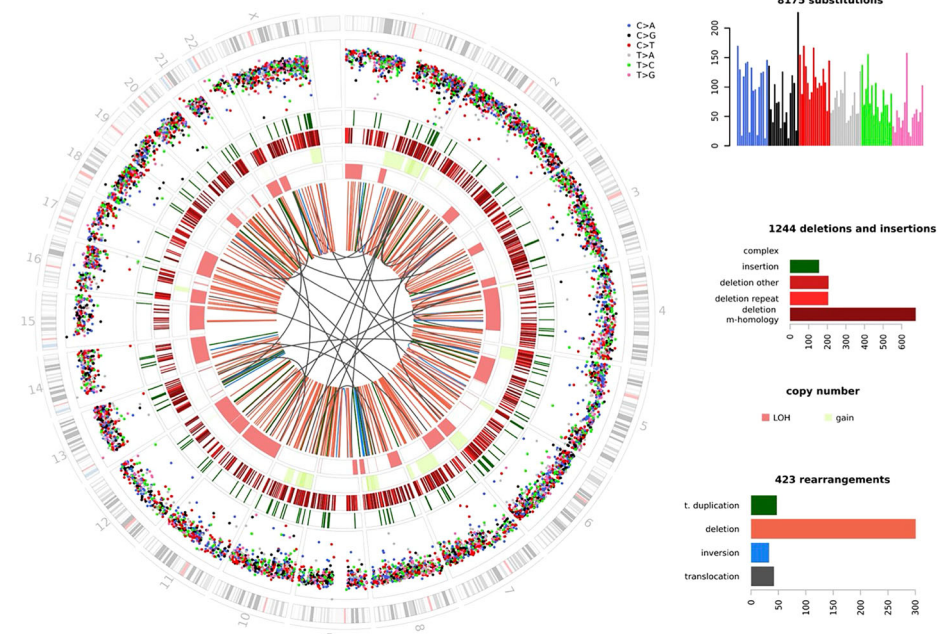 8175 substitutions
C>A
C>G
C>T
T>A
T>C
T>G
200
150
100
50
0
X
2
3
4
5
6
7
8
10
11
12
13
14
15
16
17
18
19
20
21
22
1244 deletions and insertions
complex
insertion
deletion other
deletion repeat
deletion
m-homology
0
100
200
300
400
500
600
copy number
LOH
gain
423 rearrangements
t. duplication
deletion
inversion
translocation
0
50
100
150
200
250
300